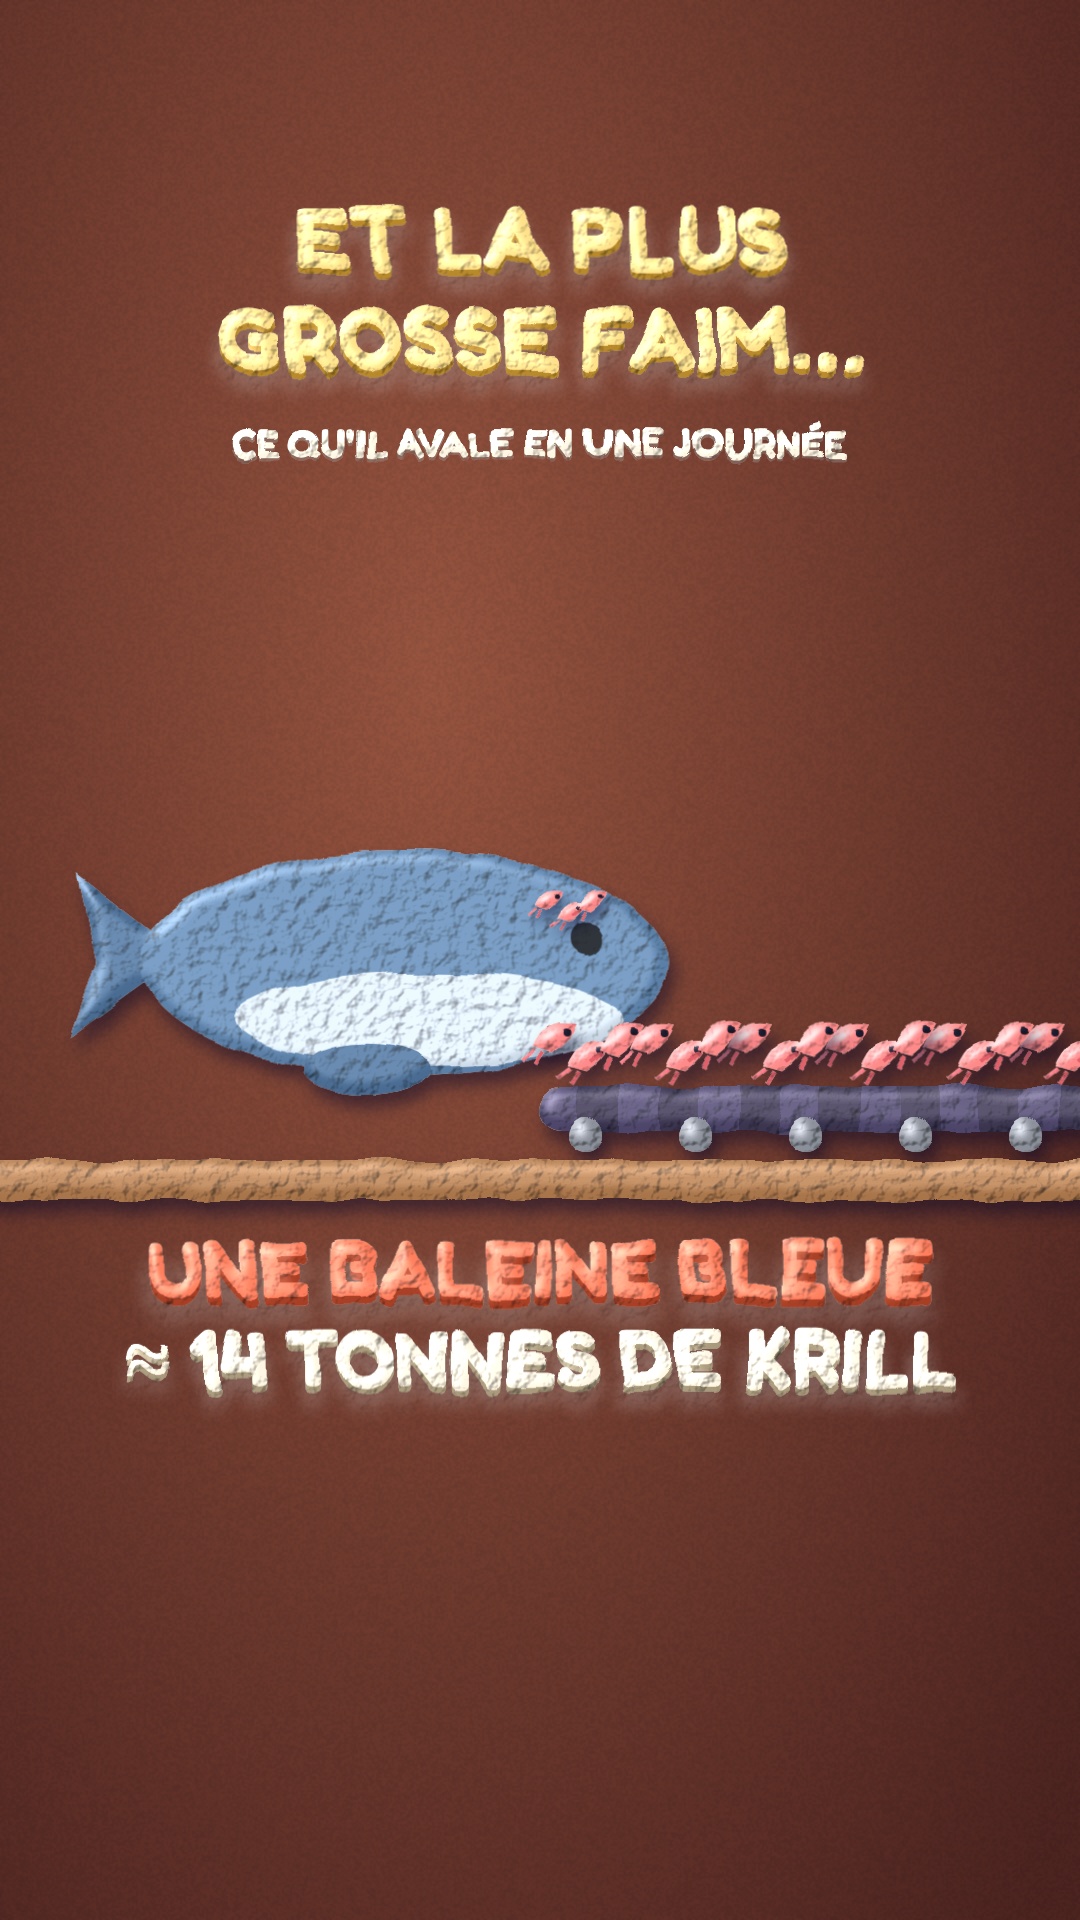 ET LA PLUS
GROSSE FAIM...
CE QU'IL AVALE EN UNE JOURNÉE
UNE BALEINE BLEUE
≈ 14 TONNES DE KRILL